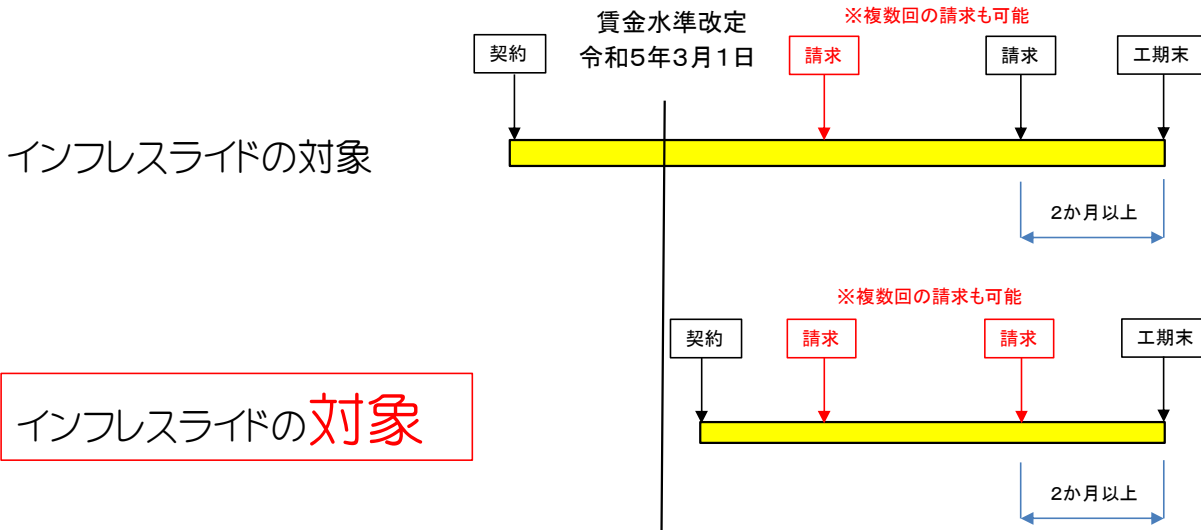 賃金水準改定
令和5年3月1日
※複数回の請求も可能
契約
請求
請求
工期末
インフレスライドの対象
2か月以上
※複数回の請求も可能
契約
請求
請求
工期末
インフレスライドの対象
2か月以上